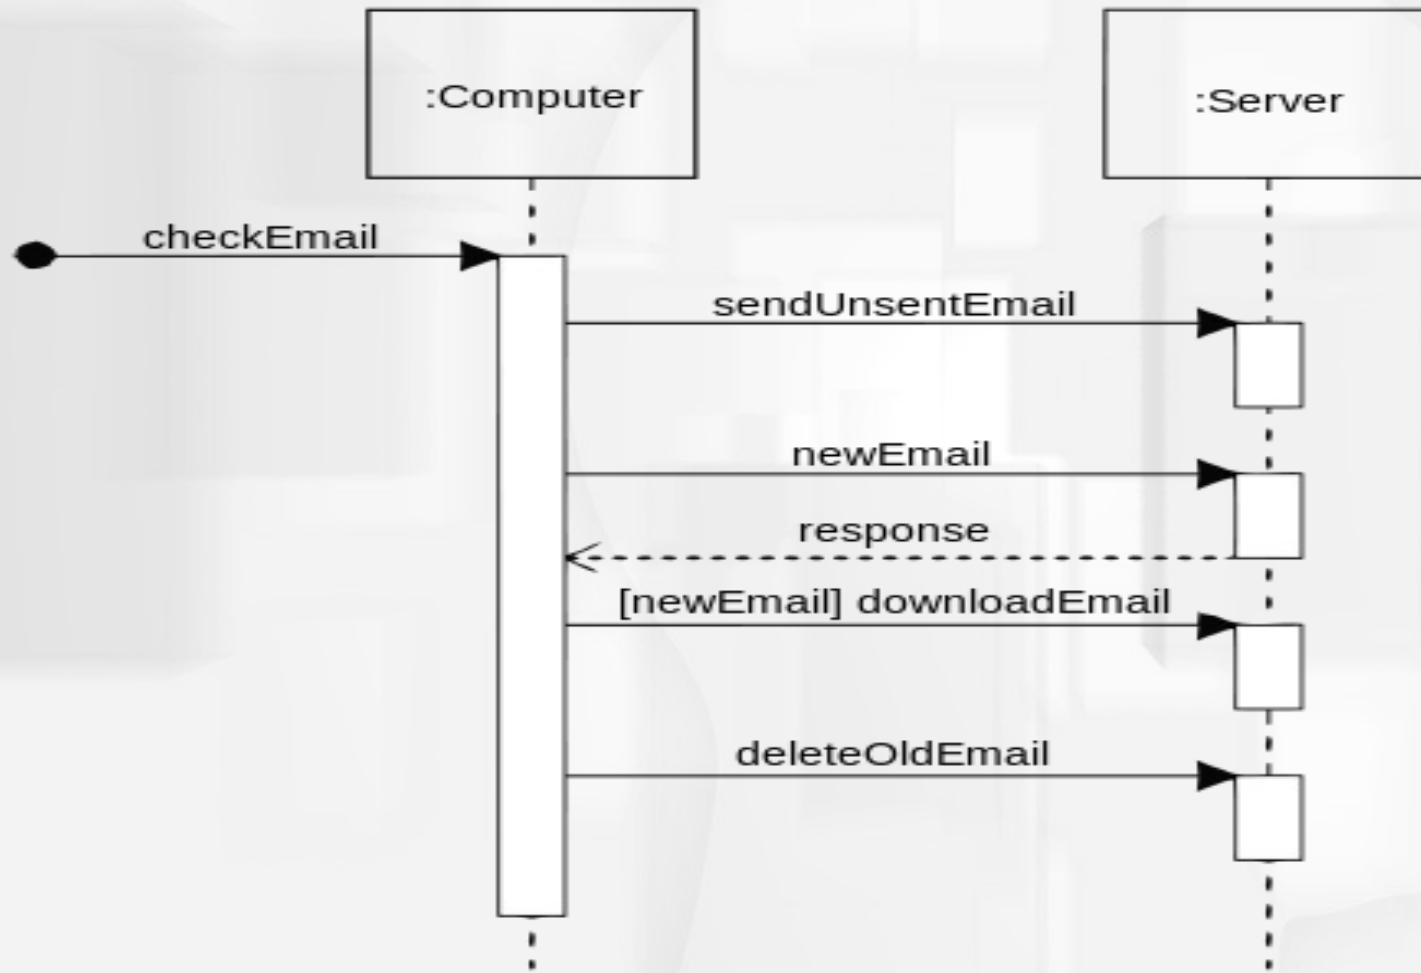 :Computer
:Server
checkEmail
sendUnsentEmail
newEmail
response
[newEmail] downloadEmail
deleteOldEmail